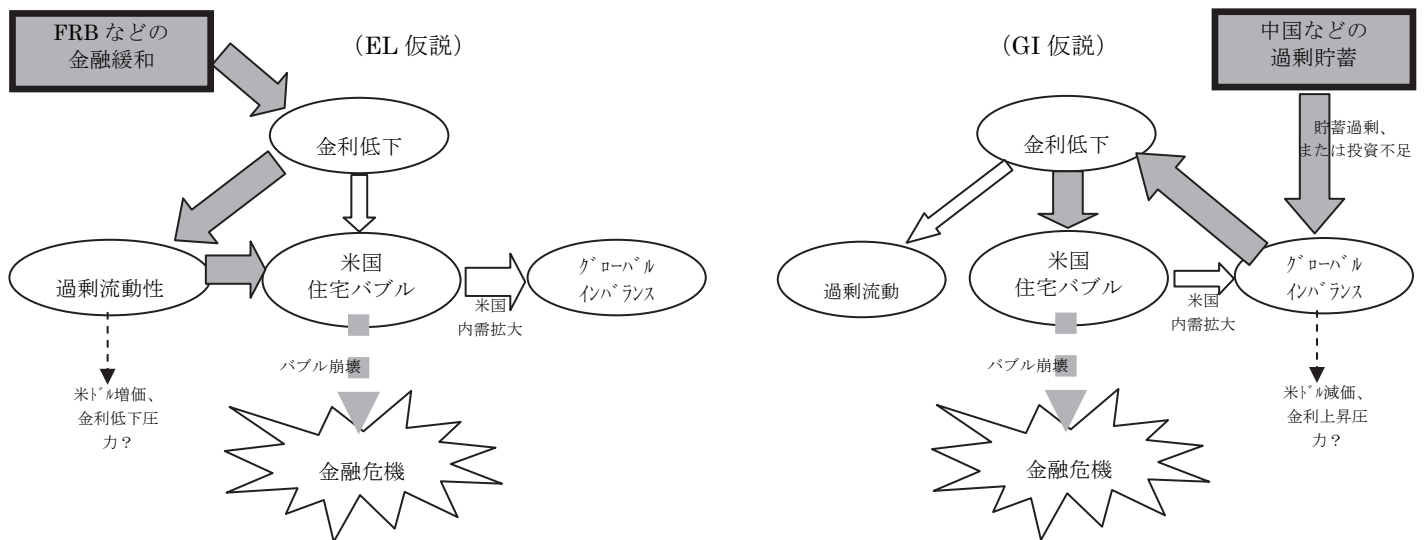 FRB などの
金融緩和
（EL 仮説）
金利低下
過剰流動性
米国
住宅バブル
ｸﾞﾛｰﾊﾞﾙ
ｲﾝﾊﾞﾗﾝｽ
米国
内需拡大
バブル崩壊
米ﾄﾞﾙ増価、
金利低下圧
力？
金融危機
（GI 仮説）
中国などの
過剰貯蓄
金利低下
貯蓄過剰、
または投資不足
過剰流動
米国
住宅バブル
ｸﾞﾛｰﾊﾞﾙ
ｲﾝﾊﾞﾗﾝｽ
米国
内需拡大
バブル崩壊
米ﾄﾞﾙ減価、
金利上昇圧
力？
金融危機